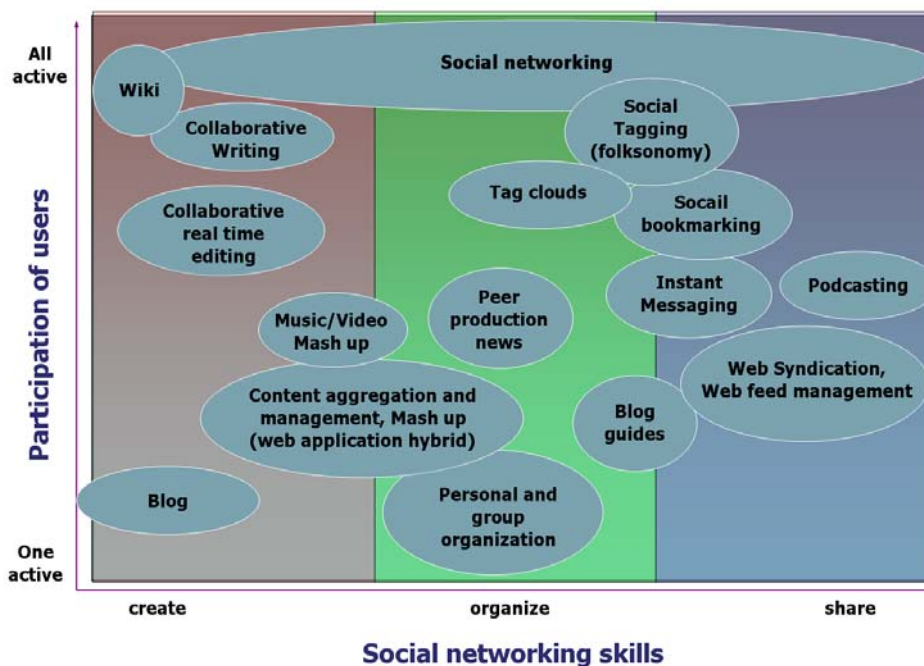 All
active
Social networking
Wiki
Social
Tagging
(folksonomy)
Collaborative
Writing
Tag clouds
Socail
bookmarking
Collaborative
real time
editing
Instant
Messaging
Podcasting
Peer
production
news
Music/Video
Mash up
Web Syndication,
Web feed management
Content aggregation and
management, Mash up
(web application hybrid)
Blog
guides
Blog
Personal and
group
organization
One
active
Participation of users
create
organize
share
Social networking skills